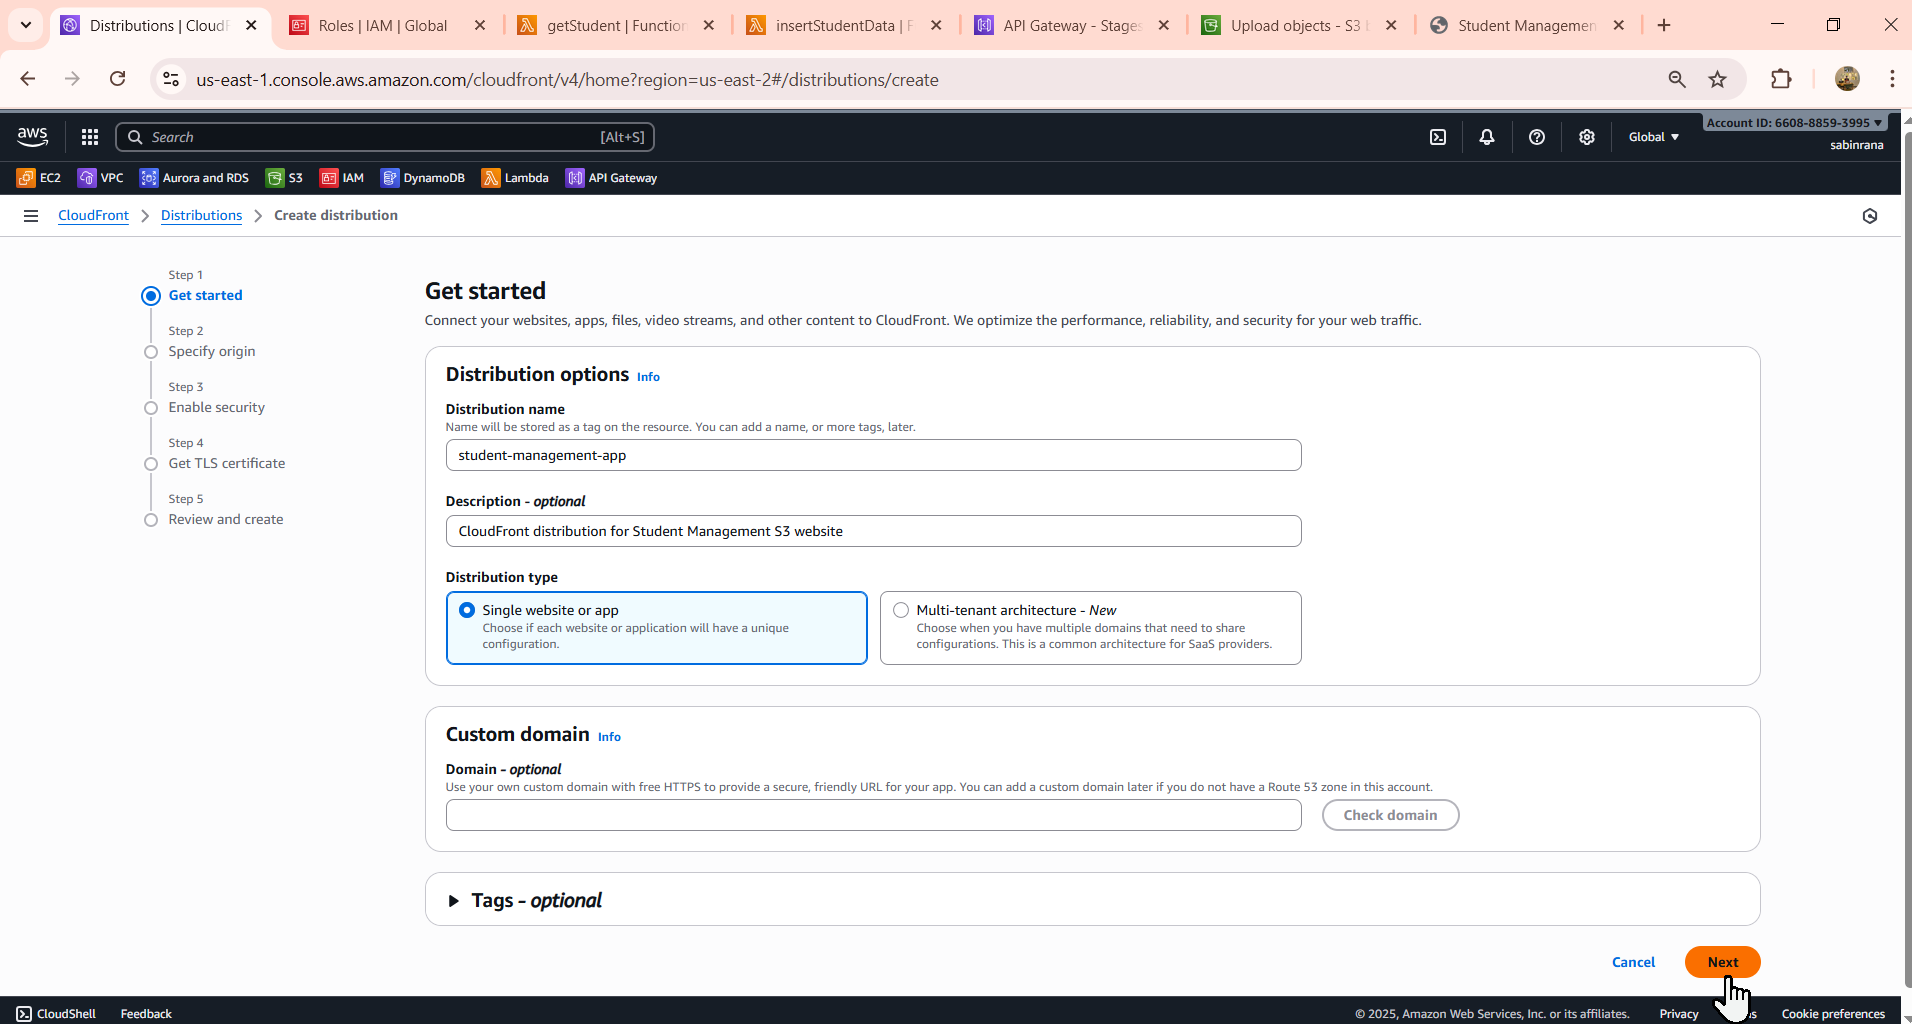 Distributions | CloudF
Roles | IAM | Global
getStudent | Function
insertStudentData | F
API Gateway - Stages
Upload objects - S3 b
Student Managemen
us-east-1.console.aws.amazon.com/cloudfront/v4/home?region=us-east-2#/distributions/create
aws
Search
[Alt+S]
Global
Account ID: 6608-8859-3995
sabinrana
EC2
VPC
Aurora and RDS
S3
IAM
DynamoDB
Lambda
API Gateway
CloudFront > Distributions > Create distribution
Step 1
Get started
Step 2
Specify origin
Step 3
Enable security
Step 4
Get TLS certificate
Step 5
Review and create
Get started
Connect your websites, apps, files, video streams, and other content to CloudFront. We optimize the performance, reliability, and security for your web traffic.
Distribution options Info
Distribution name
Name will be stored as a tag on the resource. You can add a name, or more tags, later.
student-management-app
Description - optional
CloudFront distribution for Student Management S3 website
Distribution type
Single website or app
Choose if each website or application will have a unique
configuration.
Multi-tenant architecture - New
Choose when you have multiple domains that need to share
configurations. This is a common architecture for SaaS providers.
Custom domain Info
Domain - optional
Use your own custom domain with free HTTPS to provide a secure, friendly URL for your app. You can add a custom domain later if you do not have a Route 53 zone in this account.
Check domain
Tags - optional
Cancel
Next
CloudShell
Feedback
© 2025, Amazon Web Services, Inc. or its affiliates.
Privacy
Cookie preferences